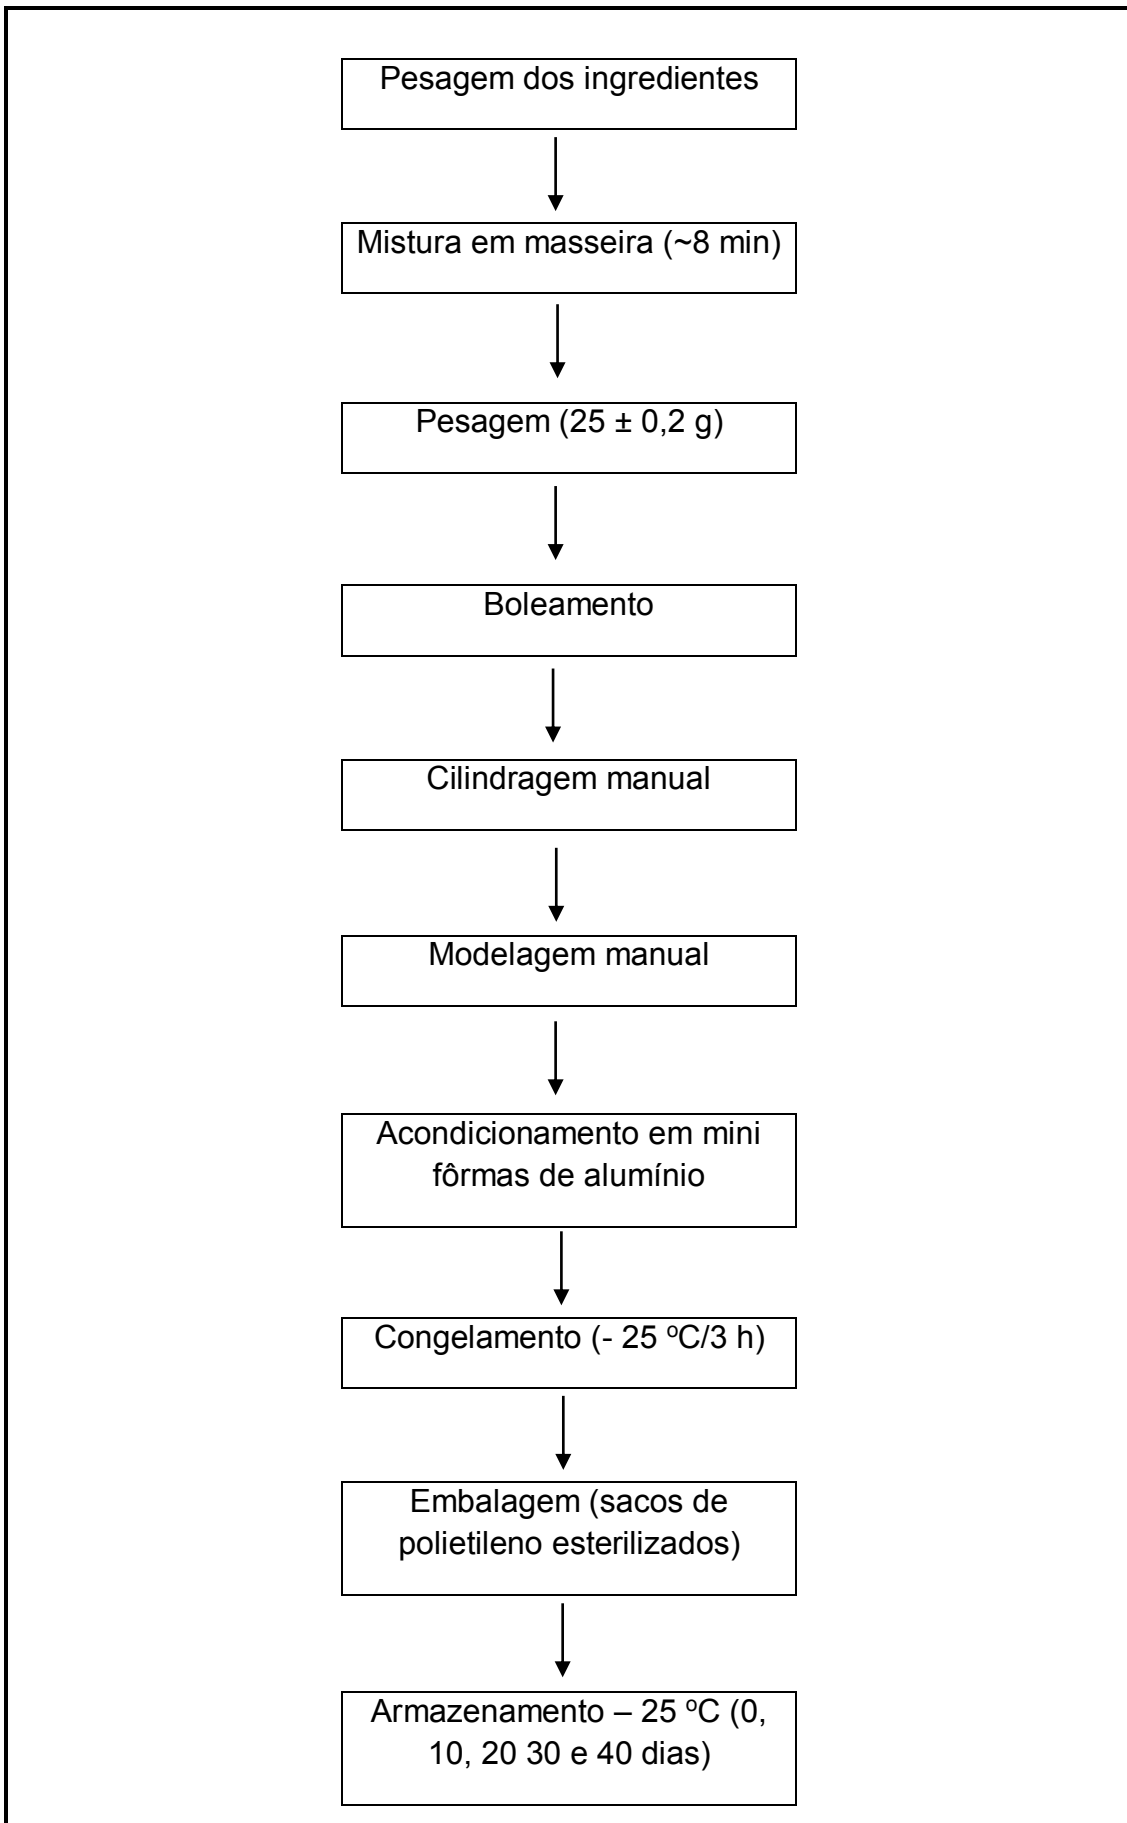 Pesagem dos ingredientes
Mistura em masseira (~8 min)
Pesagem (25 ± 0,2 g)
Boleamento
Cilindragem manual
Modelagem manual
Acondicionamento em mini
fôrmas de alumínio
Congelamento (- 25 ºC/3 h)
Embalagem (sacos de
polietileno esterilizados)
Armazenamento – 25 ºC (0,
10, 20 30 e 40 dias)